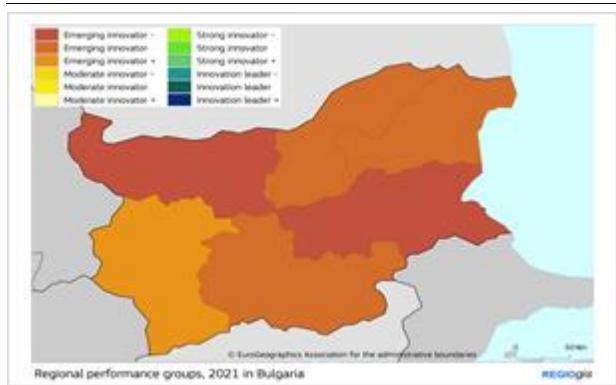 Emerging innovator -
Emerging innovator
Emerging innovator +
Moderate innovator -
Moderate innovator
Moderate innovator +
Strong innovator -
Strong innovator
Strong innovator +
Innovation leader -
Innovation leader
Innovation leader +
© EuroGeographics Association for the administrative boundaries
Regional performance groups, 2021 in Bulgaria
REGIOgis